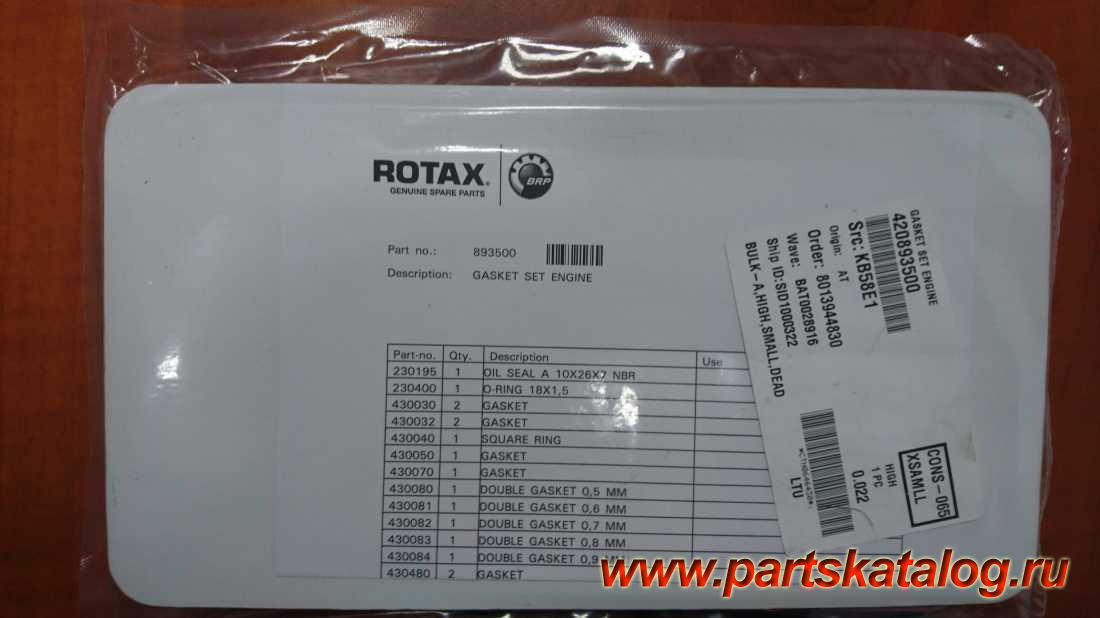 ROTAX®
GENUINE SPARE PARTS
BRP
Part no.: 893500
Description: GASKET SET ENGINE
Part-no. Qty. Description Use
230195 1 OIL SEAL A 10X26X7 NBR
230400 1 O-RING 18X1,5
430030 2 GASKET
430032 2 GASKET
430040 1 SQUARE RING
430050 1 GASKET
430070 1 GASKET
430080 1 DOUBLE GASKET 0,5 MM
430081 1 DOUBLE GASKET 0,6 MM
430082 1 DOUBLE GASKET 0,7 MM
430083 1 DOUBLE GASKET 0,8 MM
430084 1 DOUBLE GASKET 0,9 MM
430480 2 GASKET
GASKET SET ENGINE
420893500
Src: KB58E1
Origin: AT
Order: 8013944830
Wave: BAT0028916
Ship ID:SID1000322
BULK-A,HIGH,SMALL,DEAD
CONS-065
XSAMLL
HIGH
1 PC
0.022
LTU
www.partskatalog.ru